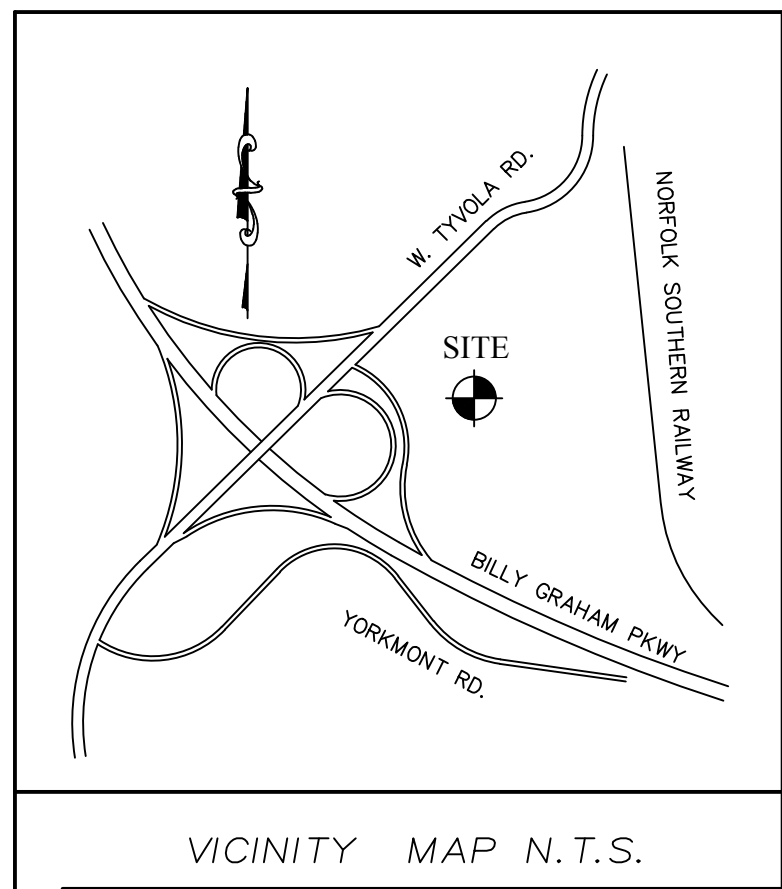 W. TYVOLA RD.
NORFOLK SOUTHERN RAILWAY
SITE
BILLY GRAHAM PKWY
YORKMONT RD.
VICINITY MAP N.T.S.